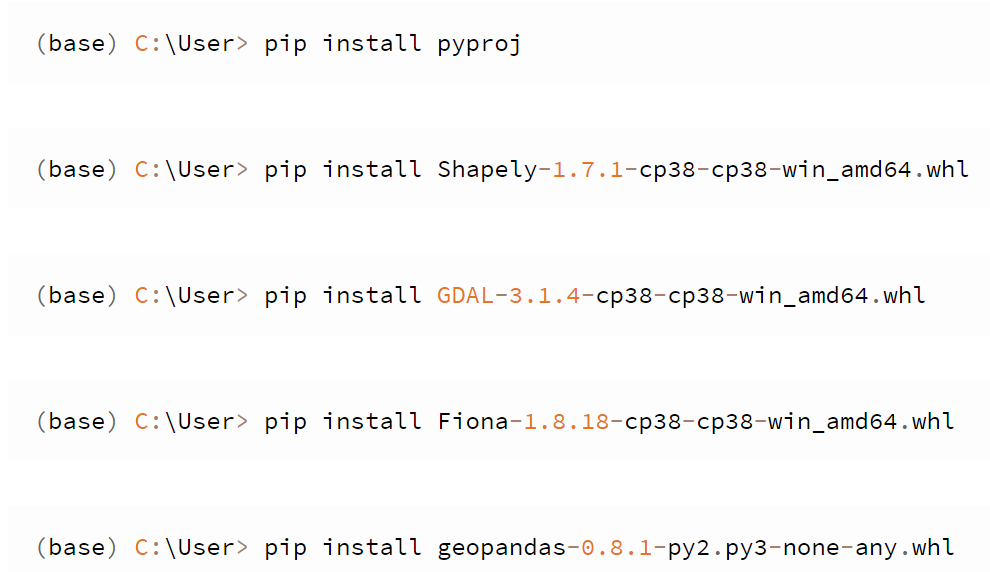 (base) C:\User> pip install pyproj
(base) C:\User> pip install Shapely-1.7.1-cp38-cp38-win_amd64.whl
(base) C:\User> pip install GDAL-3.1.4-cp38-cp38-win_amd64.whl
(base) C:\User> pip install Fiona-1.8.18-cp38-cp38-win_amd64.whl
(base) C:\User> pip install geopandas-0.8.1-py2.py3-none-any.whl